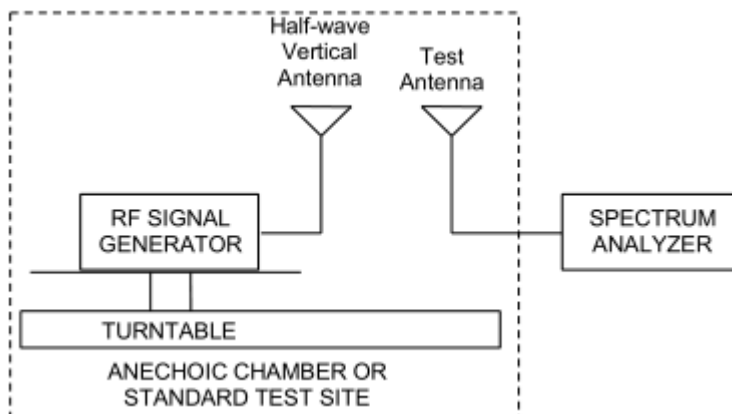 Half-wave
Vertical
Antenna
Test
Antenna
RF SIGNAL
GENERATOR
SPECTRUM
ANALYZER
TURNTABLE
ANECHOIC CHAMBER OR
STANDARD TEST SITE